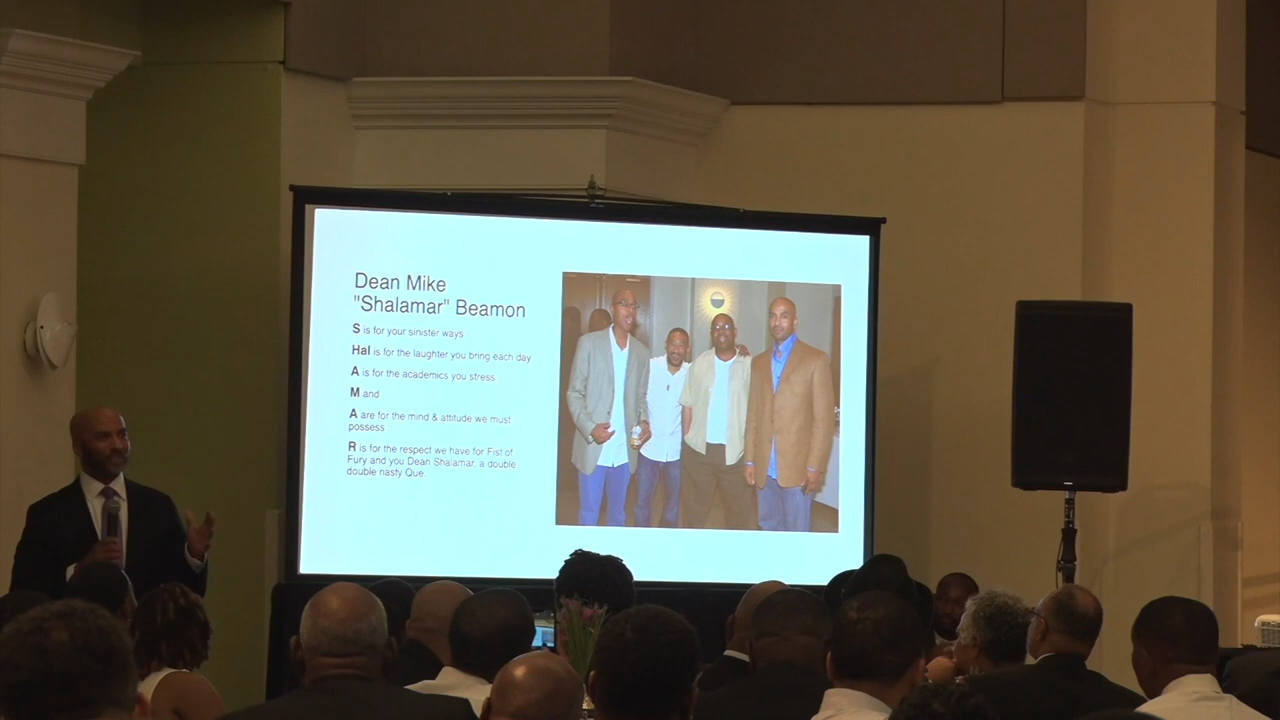 Dean Mike
"Shalamar" Beamon
S is for your sinister ways
Hal is for the laughter you bring each day
A is for the academics you stress
M and
A are for the mind & attitude we must
possess
R is for the respect we have for Fist of
Fury and you Dean Shalamar, a double
double nasty Que.